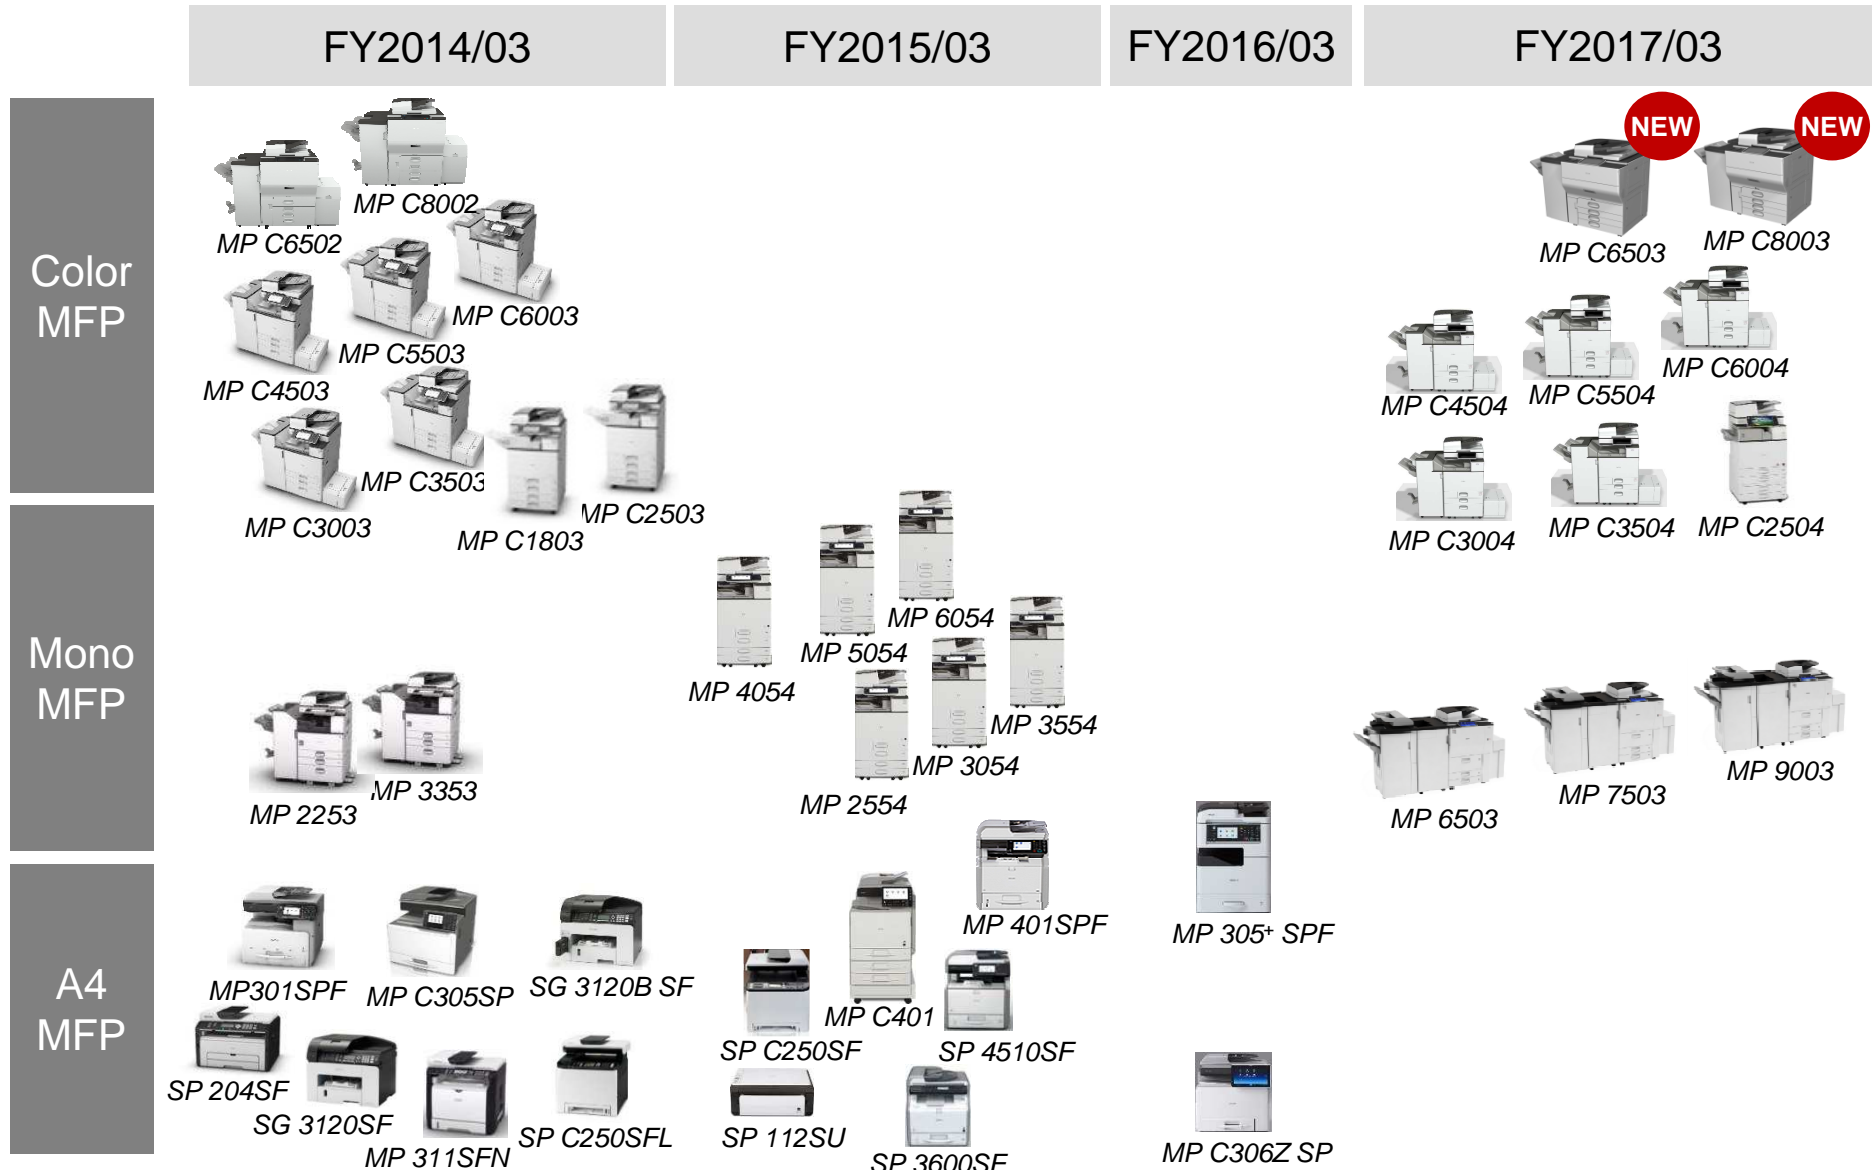 FY2014/03
FY2015/03
FY2016/03
FY2017/03
Color
MFP
MP C8002
MP C6502
MP C6003
MP C5503
MP C4503
MP C3503
MP C2503
MP C3003
MP C1803
NEW
NEW
MP C6503
MP C8003
MP C6004
MP C5504
MP C4504
MP C3004
MP C3504
MP C2504
Mono
MFP
MP 2253
MP 3353
MP 6054
MP 5054
MP 4054
MP 3554
MP 3054
MP 2554
MP 6503
MP 7503
MP 9003
A4
MFP
MP301SPF
MP C305SP
SG 3120B SF
SP 204SF
SG 3120SF
MP 311SFN
SP C250SFL
MP 401SPF
MP C401
SP C250SF
SP 4510SF
SP 112SU
SP 3600SF
MP 305+ SPF
MP C306Z SP